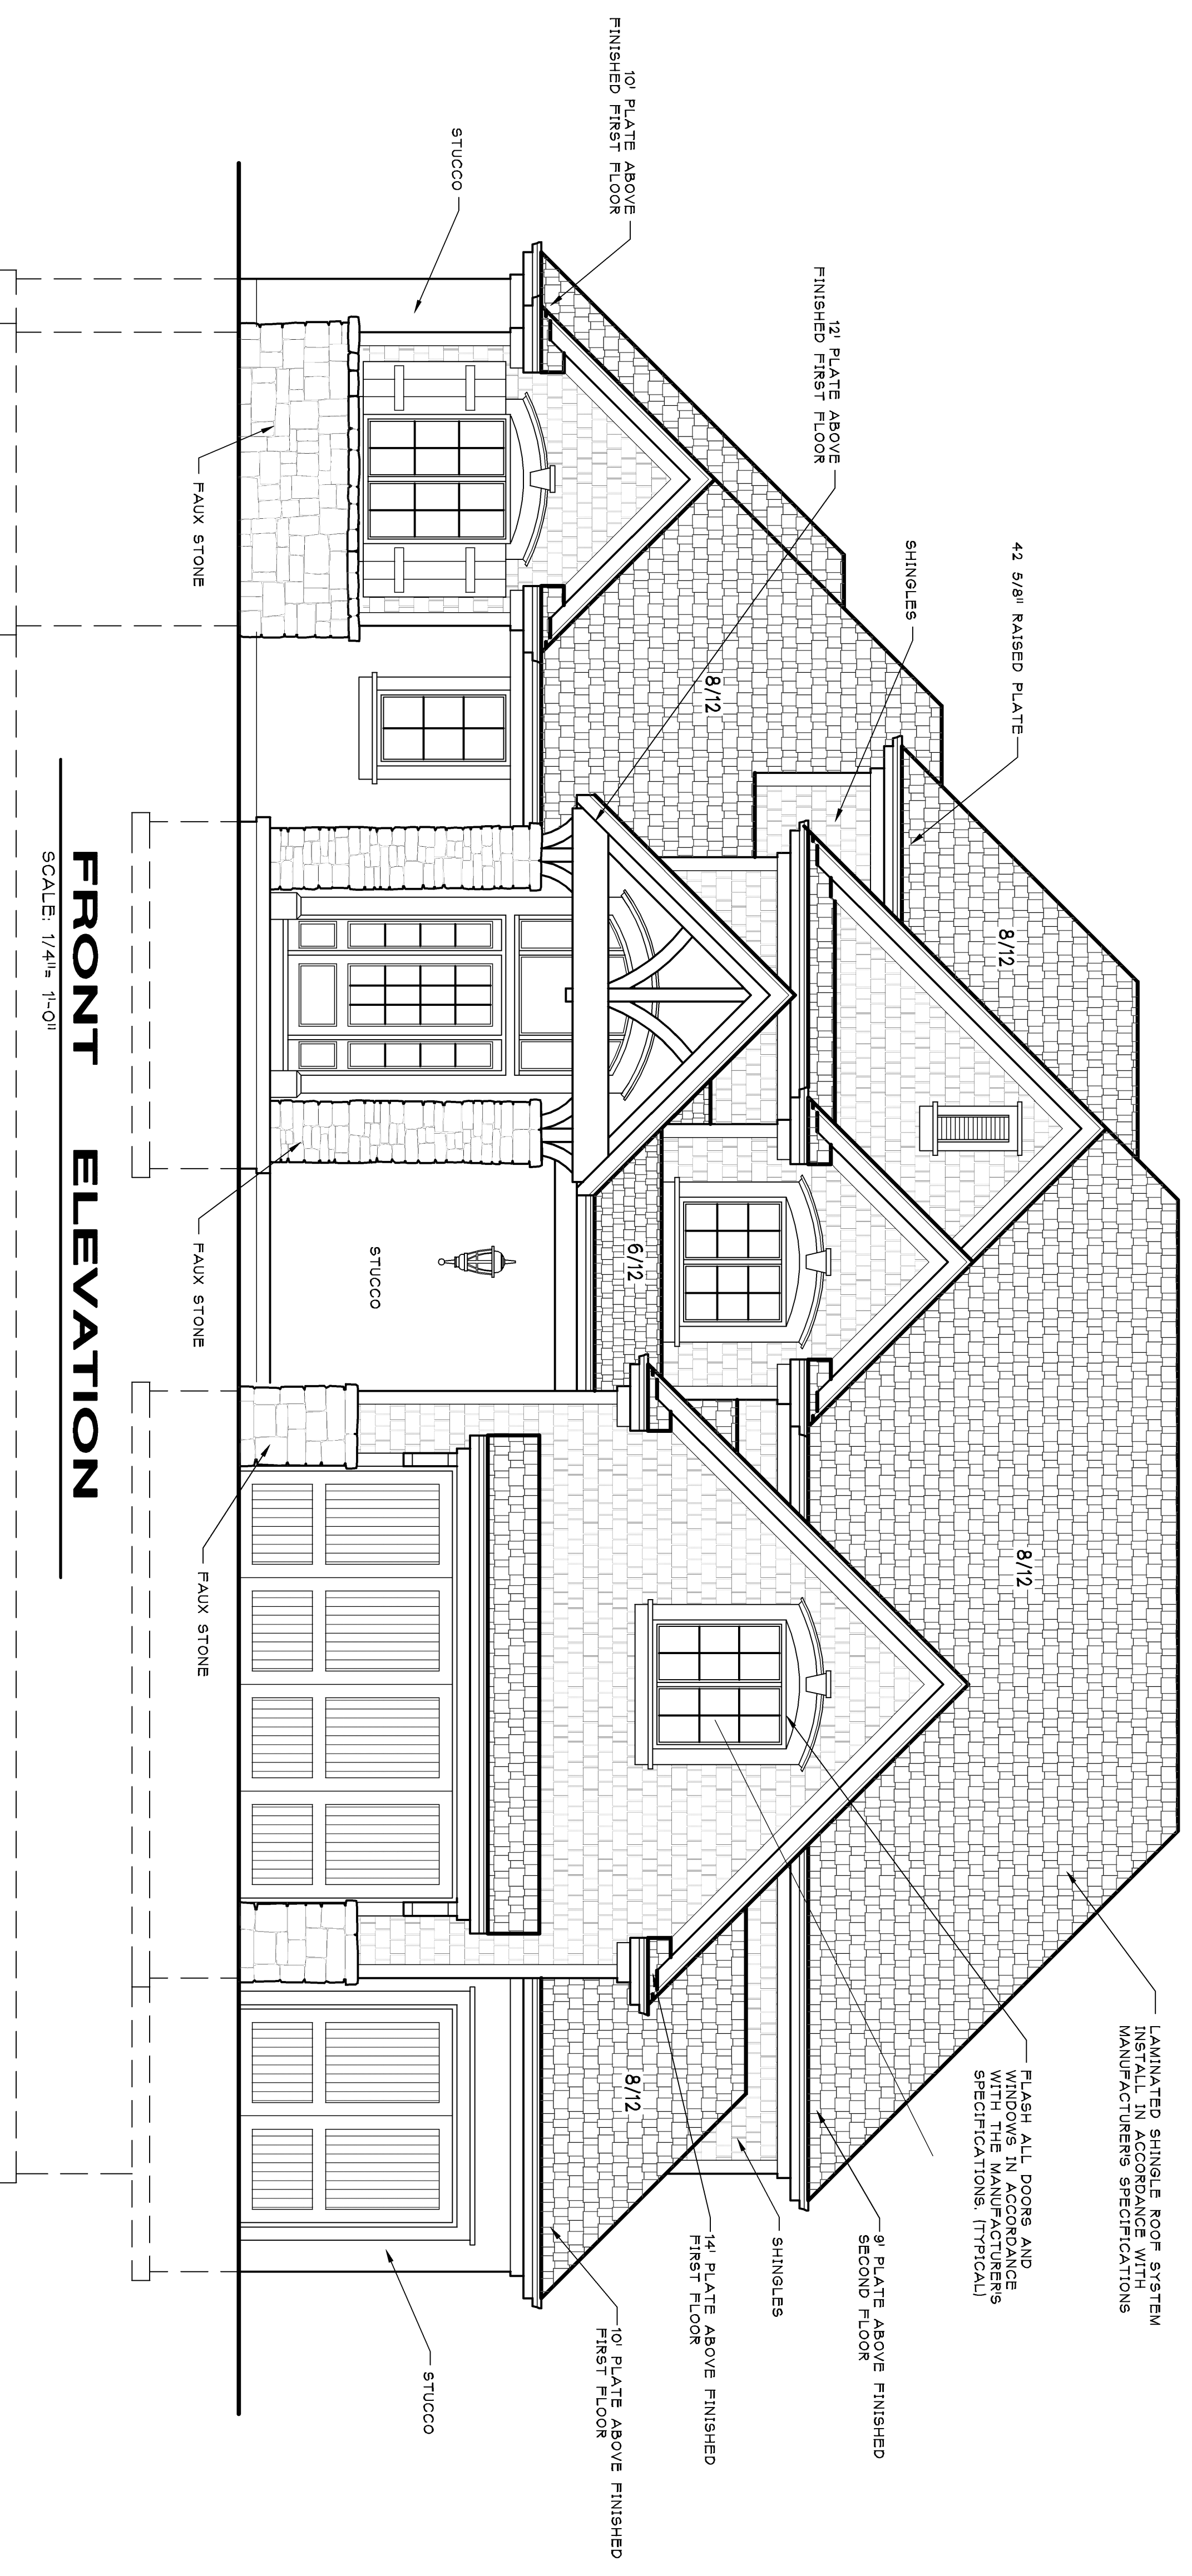 LAMINATED SHINGLE ROOF SYSTEM
INSTALL IN ACCORDANCE WITH
MANUFACTURER'S SPECIFICATIONS
FLASH ALL DOORS AND
WINDOWS IN ACCORDANCE
WITH THE MANUFACTURER'S
SPECIFICATIONS. (TYPICAL)
42 5/8" RAISED PLATE
8/12
8/12
SHINGLES
9' PLATE ABOVE FINISHED
SECOND FLOOR
12' PLATE ABOVE
FINISHED FIRST FLOOR
SHINGLES
8/12
14' PLATE ABOVE FINISHED
FIRST FLOOR
10' PLATE ABOVE
FINISHED FIRST FLOOR
6/12
8/12
10' PLATE ABOVE FINISHED
FIRST FLOOR
STUCCO
STUCCO
STUCCO
FAUX STONE
FAUX STONE
FAUX STONE
FRONT ELEVATION
SCALE: 1/4"= 1'-0"